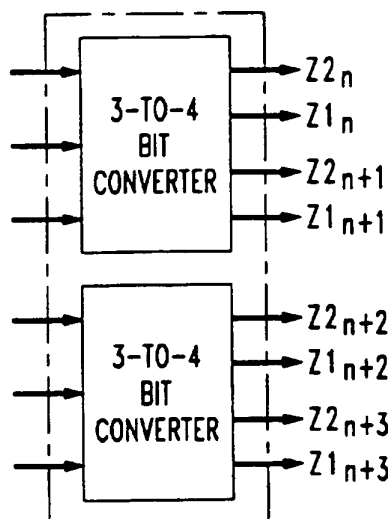 3-TO-4
BIT
CONVERTER
Z2n
Z1n
Z2n+1
Z1n+1
3-TO-4
BIT
CONVERTER
Z2n+2
Z1n+2
Z2n+3
Z1n+3